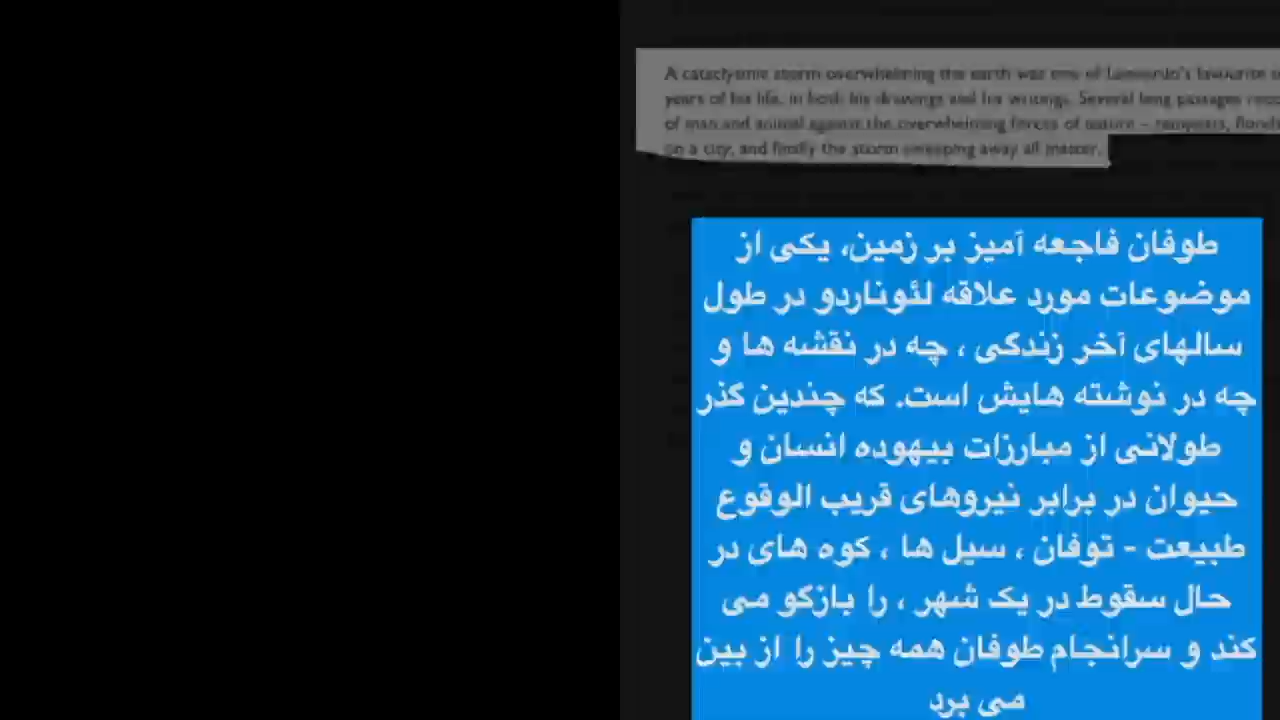 A cataclysmic storm overwhelming the earth was one of Leonardo's favourite
years of his life, in both his drawings and his writings. Several long passages
of man and animal against the overwhelming forces of nature – tempests, floods
on a city, and finally the storm sweeping away all matter.
طوفان فاجعه آمیز بر زمین، یکی از
موضوعات مورد علاقه لئوناردو در طول
سالهای آخر زندگی ، چه در نقشه ها و
چه در نوشته هایش است. که چندین گذر
طولانی از مبارزات بیهوده انسان و
حیوان در برابر نیروهای قریب الوقوع
طبیعت - توفان ، سیل ها ، کوه های در
حال سقوط در یک شهر ، را بازگو می
کند و سرانجام طوفان همه چیز را از بین
می برد